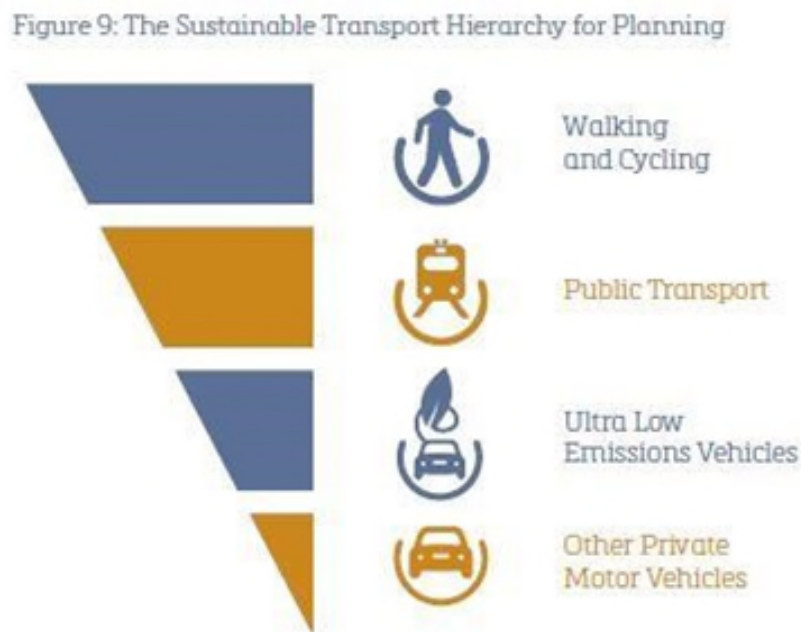 Figure 9: The Sustainable Transport Hierarchy for Planning
Walking
and Cycling
Public Transport
Ultra Low
Emissions Vehicles
Other Private
Motor Vehicles